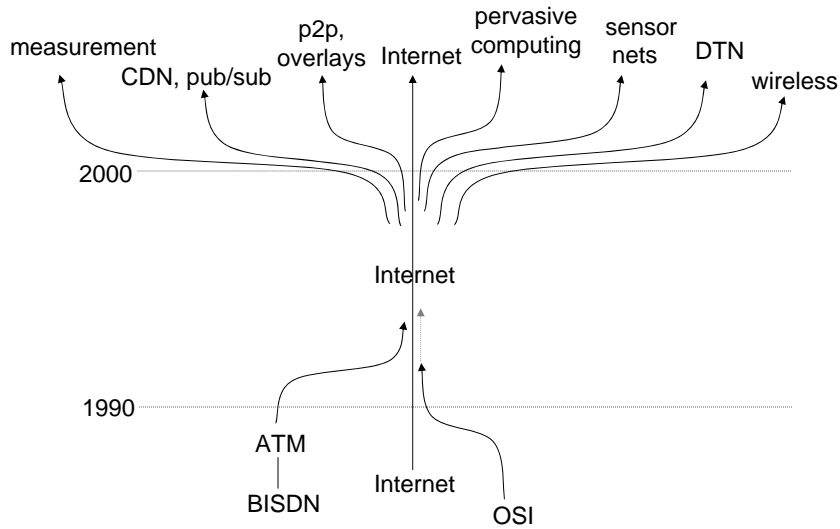 measurement
CDN, pub/sub
p2p,
overlays
Internet
pervasive
computing
sensor
nets
DTN
wireless
2000
Internet
1990
ATM
BISDN
Internet
OSI